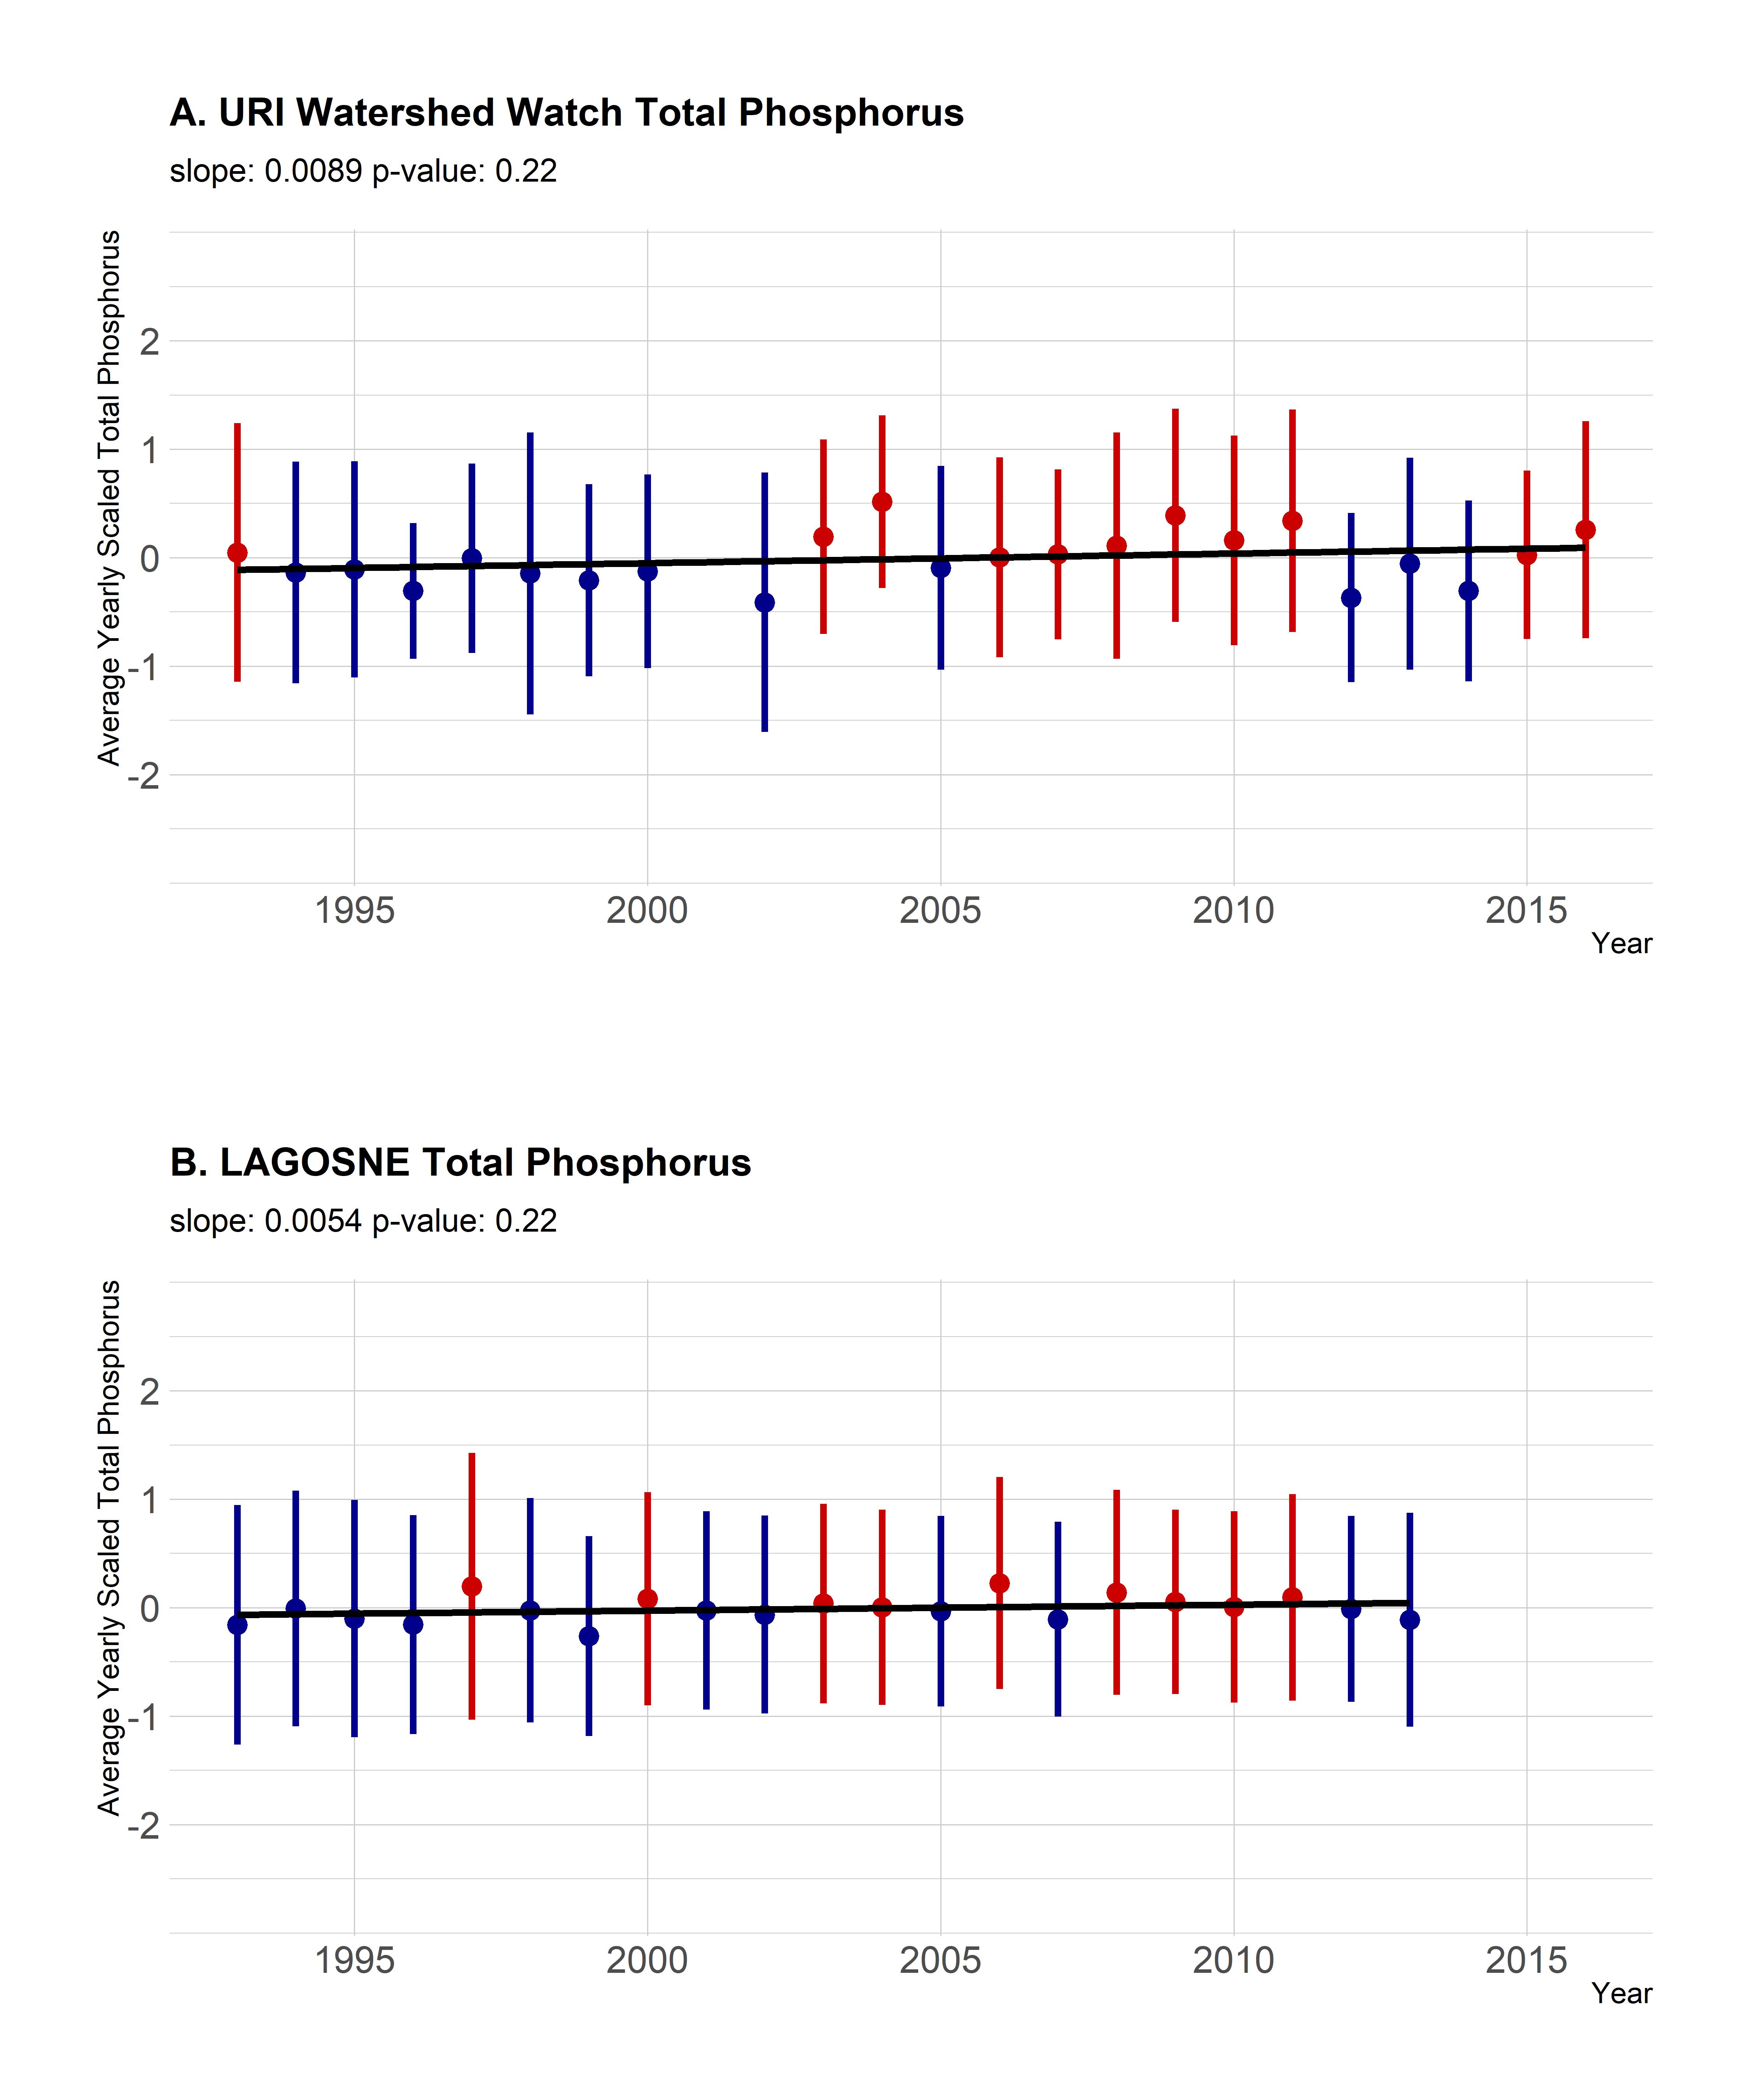 A. URI Watershed Watch Total Phosphorus
slope: 0.0089 p-value: 0.22
Average Yearly Scaled Total Phosphorus
2
1
0
-1
-2
1995 2000 2005 2010 2015
Year
B. LAGOSNE Total Phosphorus
slope: 0.0054 p-value: 0.22
Average Yearly Scaled Total Phosphorus
2
1
0
-1
-2
1995 2000 2005 2010 2015
Year